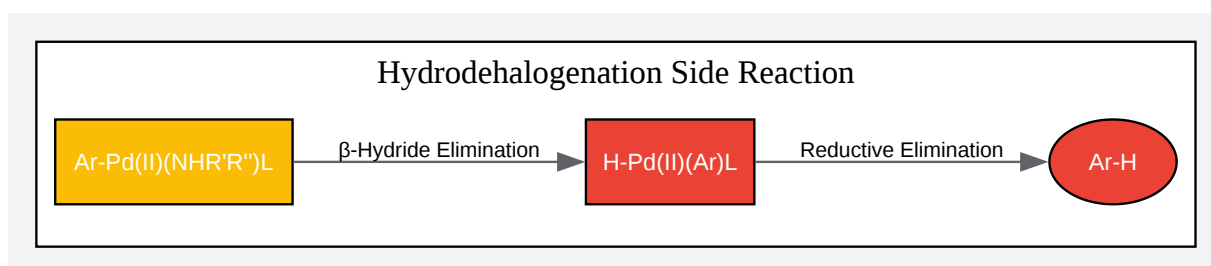 Hydrodehalogenation Side Reaction
Ar-Pd(II)(NHR'R")L
β-Hydride Elimination
H-Pd(II)(Ar)L
Reductive Elimination
Ar-H